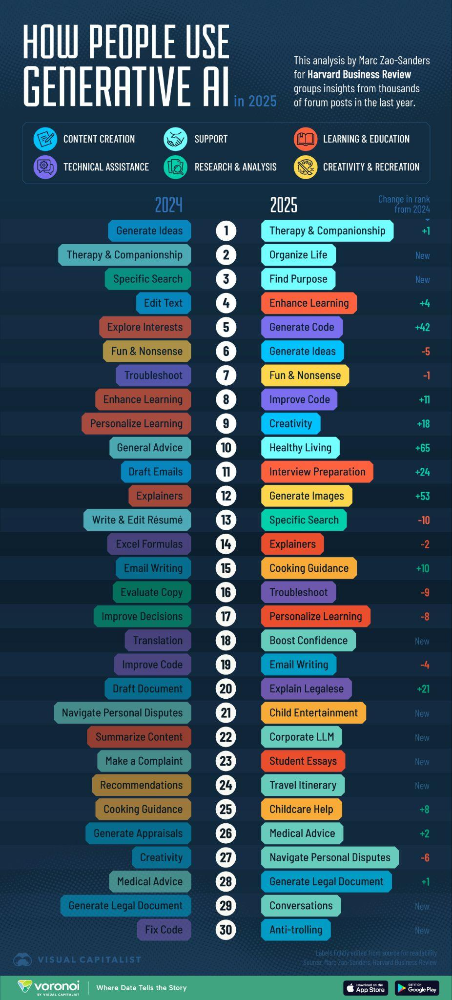 HOW PEOPLE USE
GENERATIVE AI in 2025
This analysis by Marc Zao-Sanders
for Harvard Business Review
groups insights from thousands
of forum posts in the last year.
CONTENT CREATION
SUPPORT
LEARNING & EDUCATION
TECHNICAL ASSISTANCE
RESEARCH & ANALYSIS
CREATIVITY & RECREATION
2024 2025 Change in rank
from 2024
Generate Ideas 1 Therapy & Companionship +1
Therapy & Companionship 2 Organize Life New
Specific Search 3 Find Purpose New
Edit Text 4 Enhance Learning +4
Explore Interests 5 Generate Code +42
Fun & Nonsense 6 Generate Ideas -5
Troubleshoot 7 Fun & Nonsense -1
Enhance Learning 8 Improve Code +11
Personalize Learning 9 Creativity +18
General Advice 10 Healthy Living +65
Draft Emails 11 Interview Preparation +24
Explainers 12 Generate Images +53
Write & Edit Résumé 13 Specific Search -10
Excel Formulas 14 Explainers -2
Email Writing 15 Cooking Guidance +10
Evaluate Copy 16 Troubleshoot -9
Improve Decisions 17 Personalize Learning -8
Translation 18 Boost Confidence New
Improve Code 19 Email Writing -4
Draft Document 20 Explain Legalese +21
Navigate Personal Disputes 21 Child Entertainment New
Summarize Content 22 Corporate LLM New
Make a Complaint 23 Student Essays New
Recommendations 24 Travel Itinerary New
Cooking Guidance 25 Childcare Help +8
Generate Appraisals 26 Medical Advice +2
Creativity 27 Navigate Personal Disputes -6
Medical Advice 28 Generate Legal Document +1
Generate Legal Document 29 Conversations New
Fix Code 30 Anti-trolling New
Labels lightly edited from source for readability
VISUAL CAPITALIST Source: Marc Zao-Sanders, Harvard Business Review
voronoi
BY VISUAL CAPITALIST
Where Data Tells the Story
Download on the
App Store
GET IT ON
Google Play